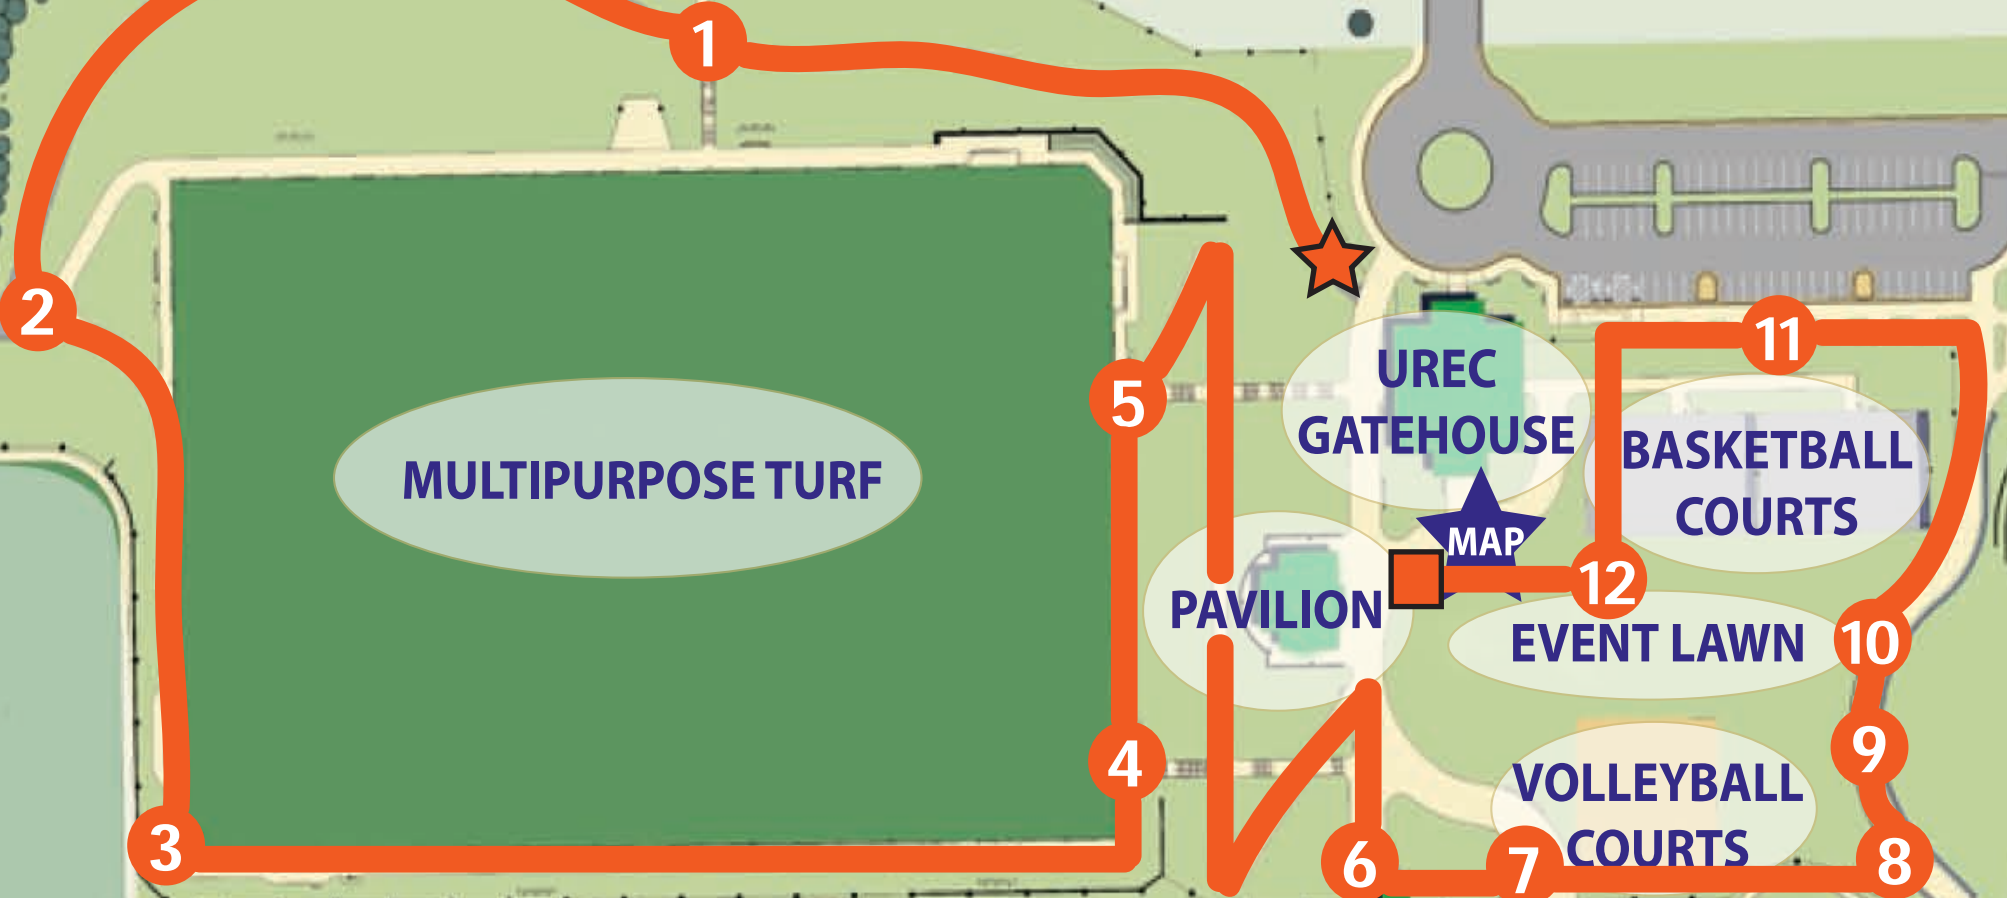 1
2
11
UREC
GATEHOUSE
5
BASKETBALL
COURTS
MULTIPURPOSE TURF
MAP
12
PAVILION
EVENT LAWN
10
9
4
VOLLEYBALL
COURTS
3
6
7
8